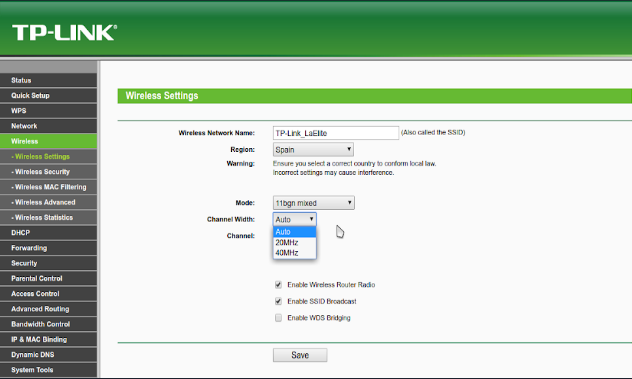 TP-LINK®
Status
Quick Setup
WPS
Network
Wireless
- Wireless Settings
- Wireless Security
- Wireless MAC Filtering
- Wireless Advanced
- Wireless Statistics
DHCP
Forwarding
Security
Parental Control
Access Control
Advanced Routing
Bandwidth Control
IP & MAC Binding
Dynamic DNS
System Tools
Wireless Settings
Wireless Network Name: TP-Link_LaElite (Also called the SSID)
Region: Spain
Warning: Ensure you select a correct country to conform local law.
Incorrect settings may cause interference.
Mode: 11bgn mixed
Channel Width: Auto
Channel: Auto
20MHz
40MHz
Enable Wireless Router Radio
Enable SSID Broadcast
Enable WDS Bridging
Save